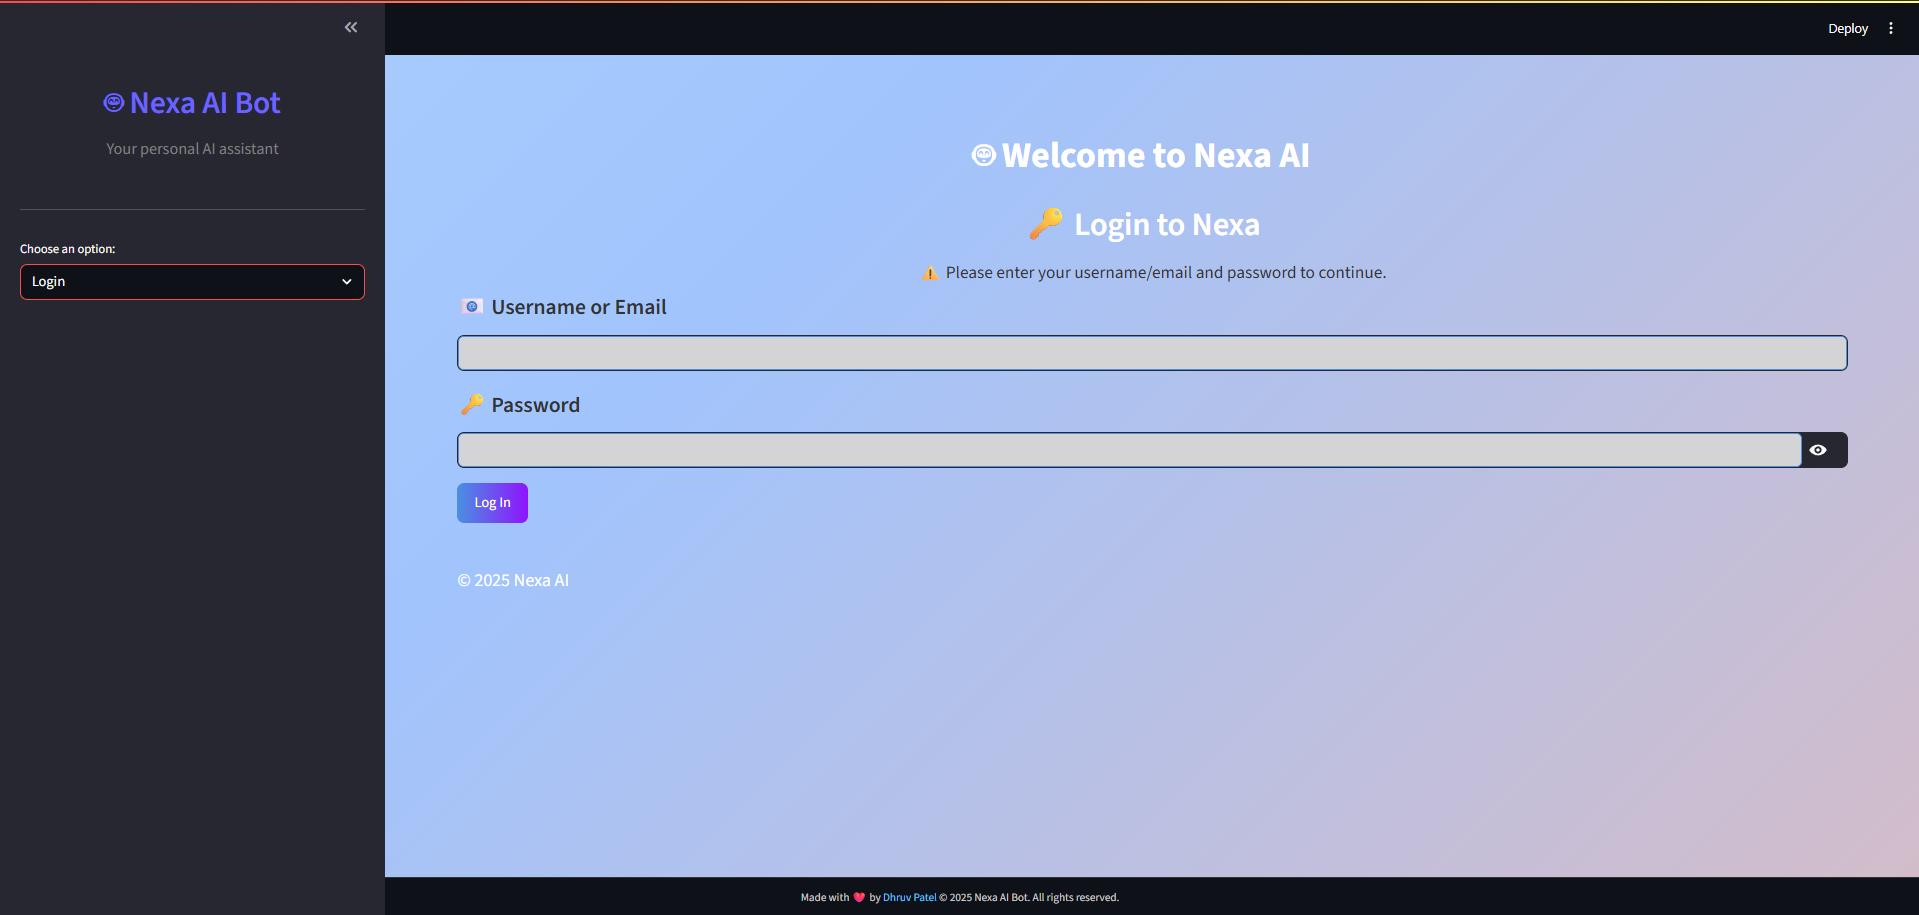 Deploy
Nexa AI Bot
Your personal AI assistant
Choose an option:
Login
Welcome to Nexa AI
🔑 Login to Nexa
⚠️ Please enter your username/email and password to continue.
📧 Username or Email
🔑 Password
Log In
© 2025 Nexa AI
Made with ❤️ by Dhruv Patel © 2025 Nexa AI Bot. All rights reserved.